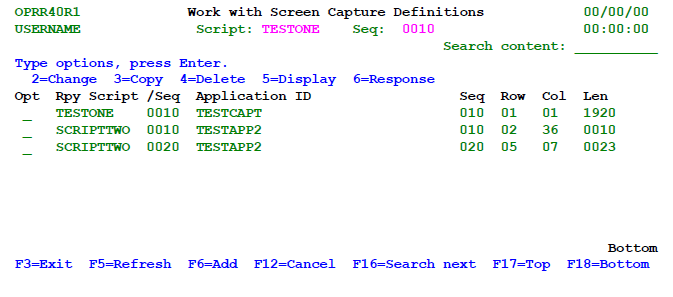 OPRR40R1 Work with Screen Capture Definitions 00/00/00
USERNAME Script: TESTONE Seq: 0010 00:00:00
Search content: __________
Type options, press Enter.
2=Change 3=Copy 4=Delete 5=Display 6=Response
Opt Rpy Script /Seq Application ID Seq Row Col Len
_ TESTONE 0010 TESTCAPT 010 01 01 1920
_ SCRIPTTWO 0010 TESTAPP2 010 02 36 0010
_ SCRIPTTWO 0020 TESTAPP2 020 05 07 0023
Bottom
F3=Exit F5=Refresh F6=Add F12=Cancel F16=Search next F17=Top F18=Bottom